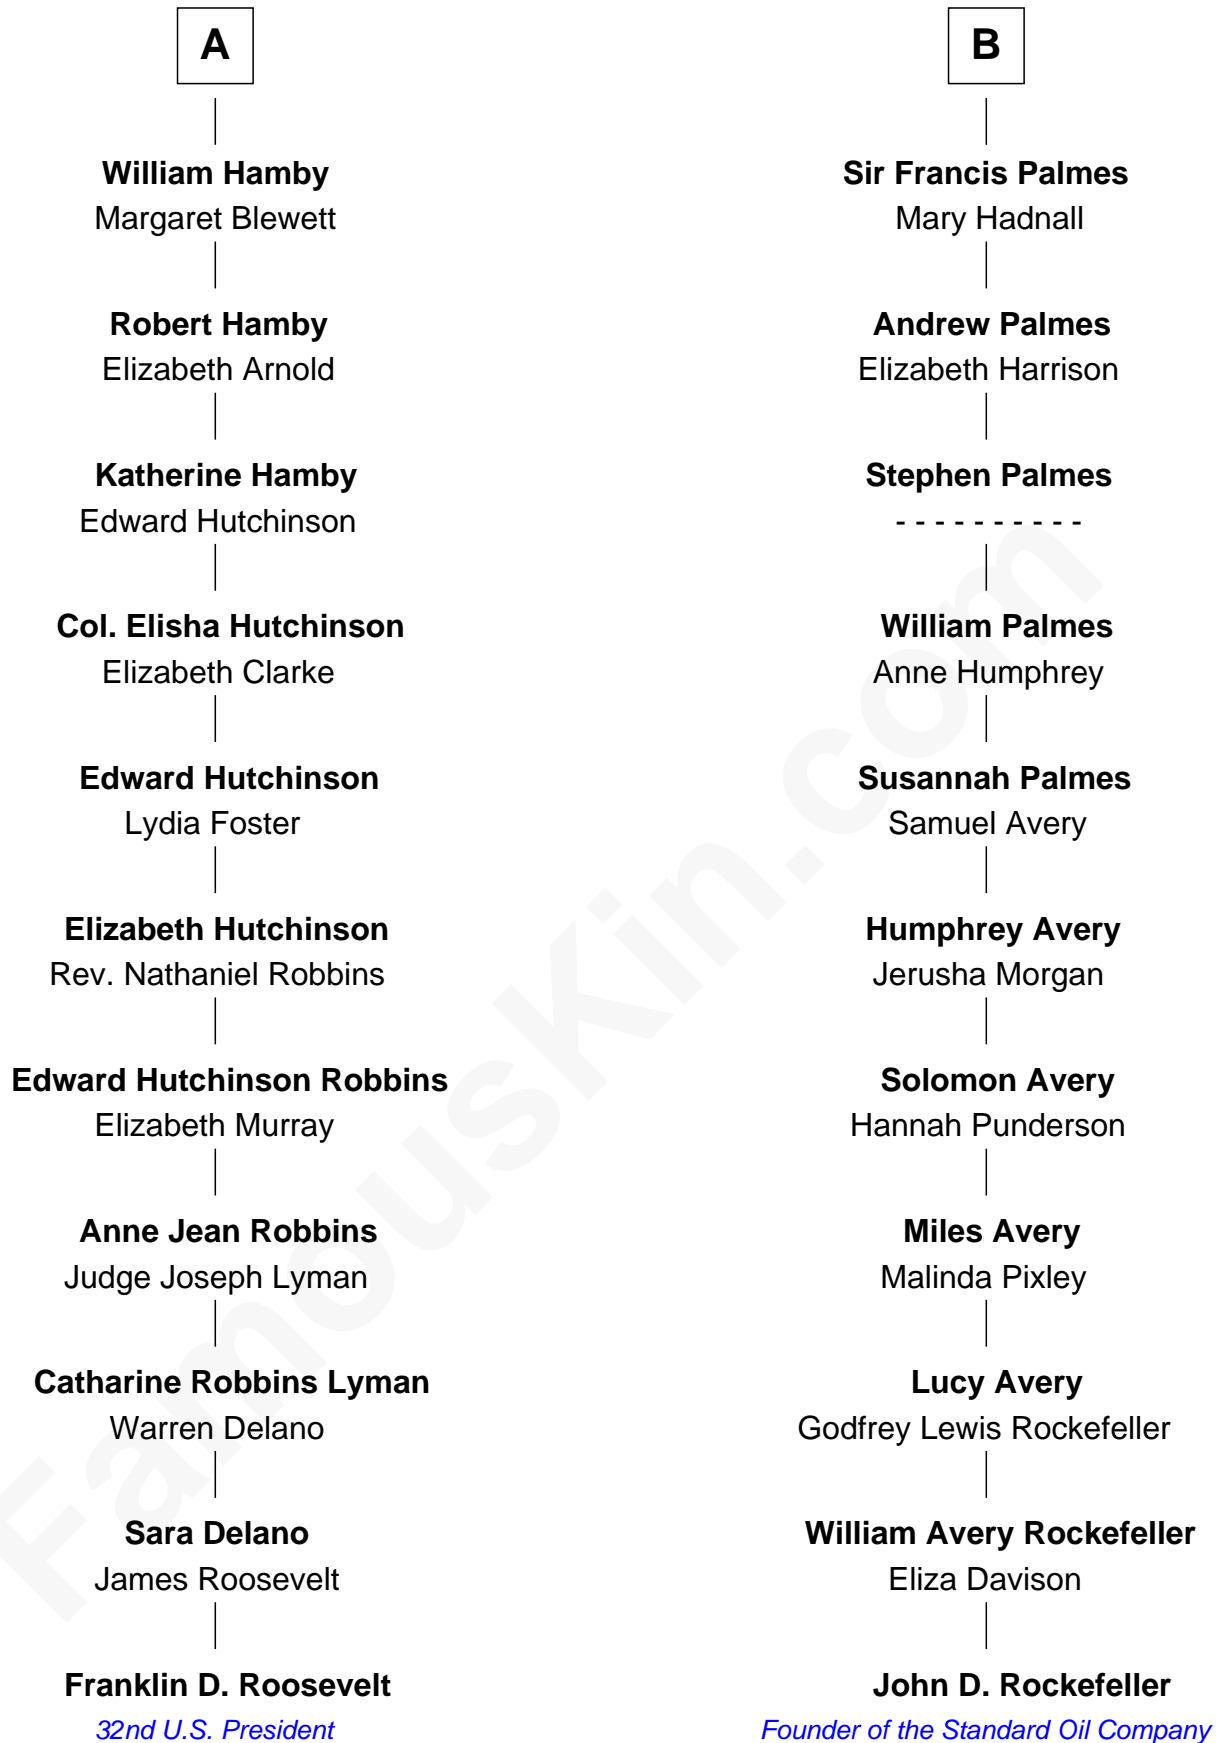 A
William Hamby
Margaret Blewett
Robert Hamby
Elizabeth Arnold
Katherine Hamby
Edward Hutchinson
Col. Elisha Hutchinson
Elizabeth Clarke
Edward Hutchinson
Lydia Foster
Elizabeth Hutchinson
Rev. Nathaniel Robbins
Edward Hutchinson Robbins
Elizabeth Murray
Anne Jean Robbins
Judge Joseph Lyman
Catharine Robbins Lyman
Warren Delano
Sara Delano
James Roosevelt
Franklin D. Roosevelt
32nd U.S. President
B
Sir Francis Palmes
Mary Hadnall
Andrew Palmes
Elizabeth Harrison
Stephen Palmes
- - - - - - - - - -
William Palmes
Anne Humphrey
Susannah Palmes
Samuel Avery
Humphrey Avery
Jerusha Morgan
Solomon Avery
Hannah Punderson
Miles Avery
Malinda Pixley
Lucy Avery
Godfrey Lewis Rockefeller
William Avery Rockefeller
Eliza Davison
John D. Rockefeller
Founder of the Standard Oil Company
FamousKin.com